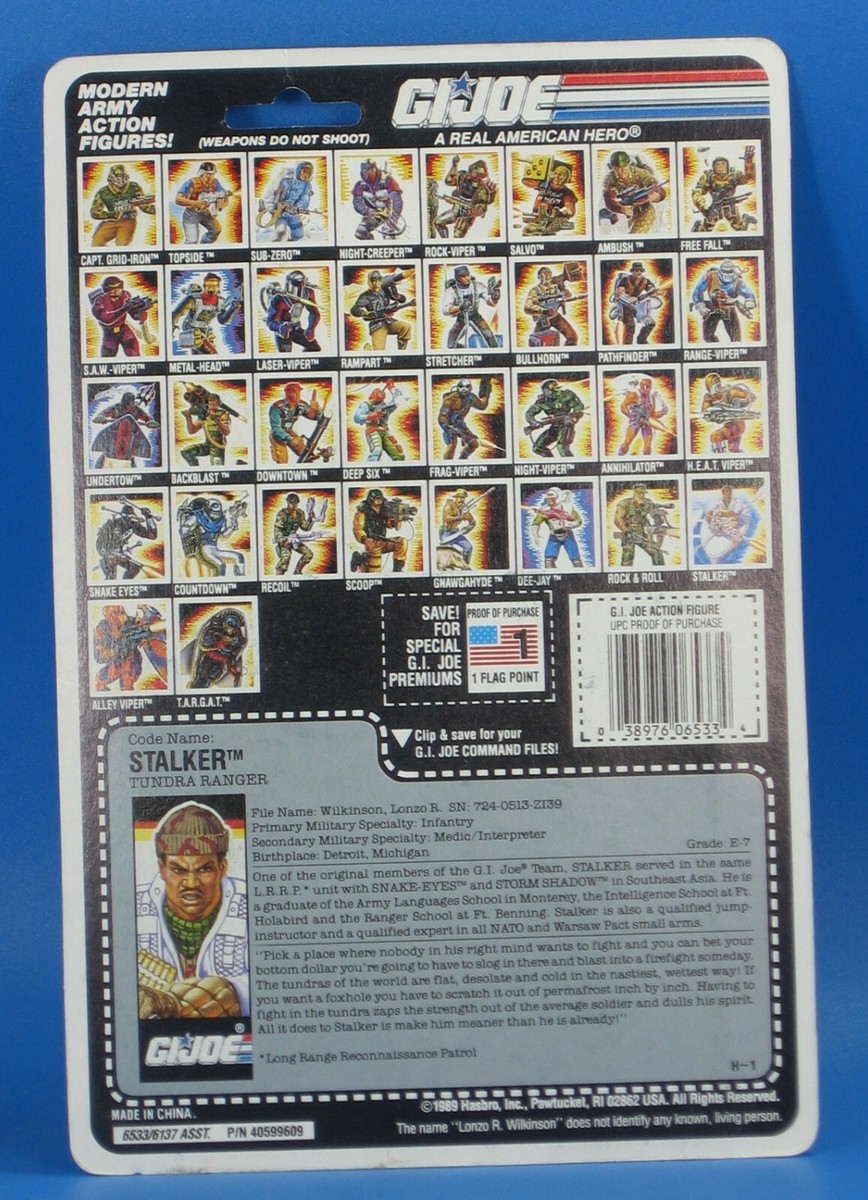 MODERN
ARMY
ACTION
FIGURES!
(WEAPONS DO NOT SHOOT)
G.I.JOE
A REAL AMERICAN HERO®
CAPT. GRID-IRON™ TOPSIDE™ SUB-ZERO™ NIGHT-CREEPER™ ROCK-VIPER™ SALVO™ AMBUSH™ FREE FALL™
S.A.W.-VIPER™ METAL-HEAD™ LASER-VIPER™ RAMPART™ STRETCHER™ BULLHORN™ PATHFINDER™ RANGE-VIPER™
UNDERTOW™ BACKBLAST™ DOWNTOWN™ DEEP SIX™ FRAG-VIPER™ NIGHT-VIPER™ ANNIHILATOR™ H.E.A.T. VIPER™
SNAKE EYES™ COUNTDOWN™ RECOIL™ SCOOP™ GNAWGAHYDE™ DEE-JAY™ ROCK & ROLL STALKER™
ALLEY VIPER™ T.A.R.G.A.T.™
SAVE!
FOR
SPECIAL
G.I. JOE
PREMIUMS
PROOF OF PURCHASE
1
1 FLAG POINT
G.I. JOE ACTION FIGURE
UPC PROOF OF PURCHASE
0 38976 06533 4
Clip & save for your
G.I. JOE COMMAND FILES!
Code Name:
STALKER™
TUNDRA RANGER
File Name: Wilkinson, Lonzo R. SN: 724-0513-ZI39
Primary Military Specialty: Infantry
Secondary Military Specialty: Medic/Interpreter
Birthplace: Detroit, Michigan Grade: E-7
One of the original members of the G.I. Joe® Team, STALKER served in the same
L.R.R.P.* unit with SNAKE-EYES™ and STORM SHADOW™ in Southeast Asia. He is
a graduate of the Army Languages School in Monterey, the Intelligence School at Ft.
Holabird and the Ranger School at Ft. Benning. Stalker is also a qualified jump-
instructor and a qualified expert in all NATO and Warsaw Pact small arms.
"Pick a place where nobody in his right mind wants to fight and you can bet your
bottom dollar you're going to have to slog in there and blast into a firefight someday.
The tundras of the world are flat, desolate and cold in the nastiest, wettest way! If
you want a foxhole you have to scratch it out of permafrost inch by inch. Having to
fight in the tundra zaps the strength out of the average soldier and dulls his spirit.
All it does to Stalker is make him meaner than he is already!"
*Long Range Reconnaissance Patrol
G.I.JOE®
H-1
MADE IN CHINA.
6533/6137 ASST. P/N 40599609
©1989 Hasbro, Inc., Pawtucket, RI 02862 USA. All Rights Reserved.
The name "Lonzo R. Wilkinson" does not identify any known, living person.